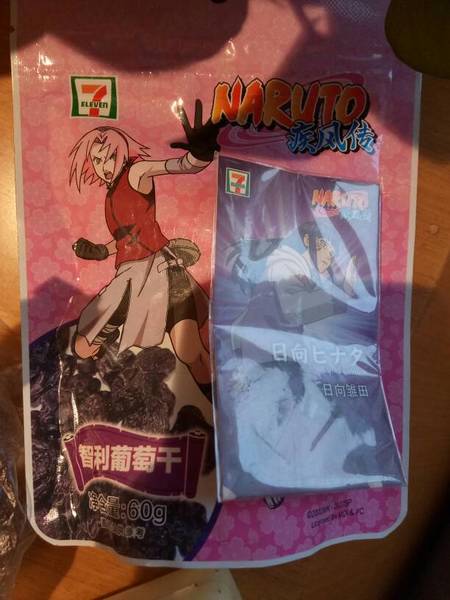 7
ELEVEN
NARUTO
疾风传
7
NARUTO
日向ヒナタ
日向雏田
智利葡萄干
净含量:60g